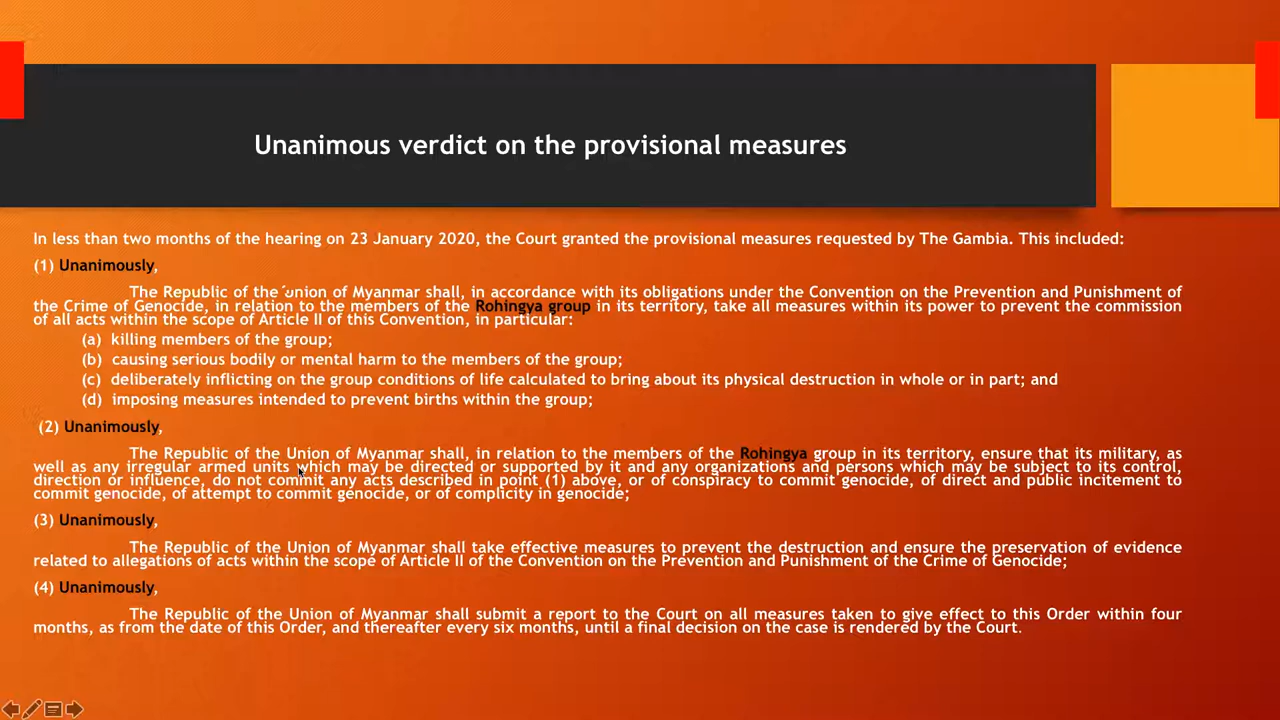 Unanimous verdict on the provisional measures
In less than two months of the hearing on 23 January 2020, the Court granted the provisional measures requested by The Gambia. This included:
(1) Unanimously,
The Republic of the union of Myanmar shall, in accordance with its obligations under the Convention on the Prevention and Punishment of
the Crime of Genocide, in relation to the members of the Rohingya group in its territory, take all measures within its power to prevent the commission
of all acts within the scope of Article II of this Convention, in particular:
(a) killing members of the group;
(b) causing serious bodily or mental harm to the members of the group;
(c) deliberately inflicting on the group conditions of life calculated to bring about its physical destruction in whole or in part; and
(d) imposing measures intended to prevent births within the group;
(2) Unanimously,
The Republic of the Union of Myanmar shall, in relation to the members of the Rohingya group in its territory, ensure that its military, as
well as any irregular armed units which may be directed or supported by it and any organizations and persons which may be subject to its control,
direction or influence, do not commit any acts described in point (1) above, or of conspiracy to commit genocide, of direct and public incitement to
commit genocide, of attempt to commit genocide, or of complicity in genocide;
(3) Unanimously,
The Republic of the Union of Myanmar shall take effective measures to prevent the destruction and ensure the preservation of evidence
related to allegations of acts within the scope of Article II of the Convention on the Prevention and Punishment of the Crime of Genocide;
(4) Unanimously,
The Republic of the Union of Myanmar shall submit a report to the Court on all measures taken to give effect to this Order within four
months, as from the date of this Order, and thereafter every six months, until a final decision on the case is rendered by the Court.